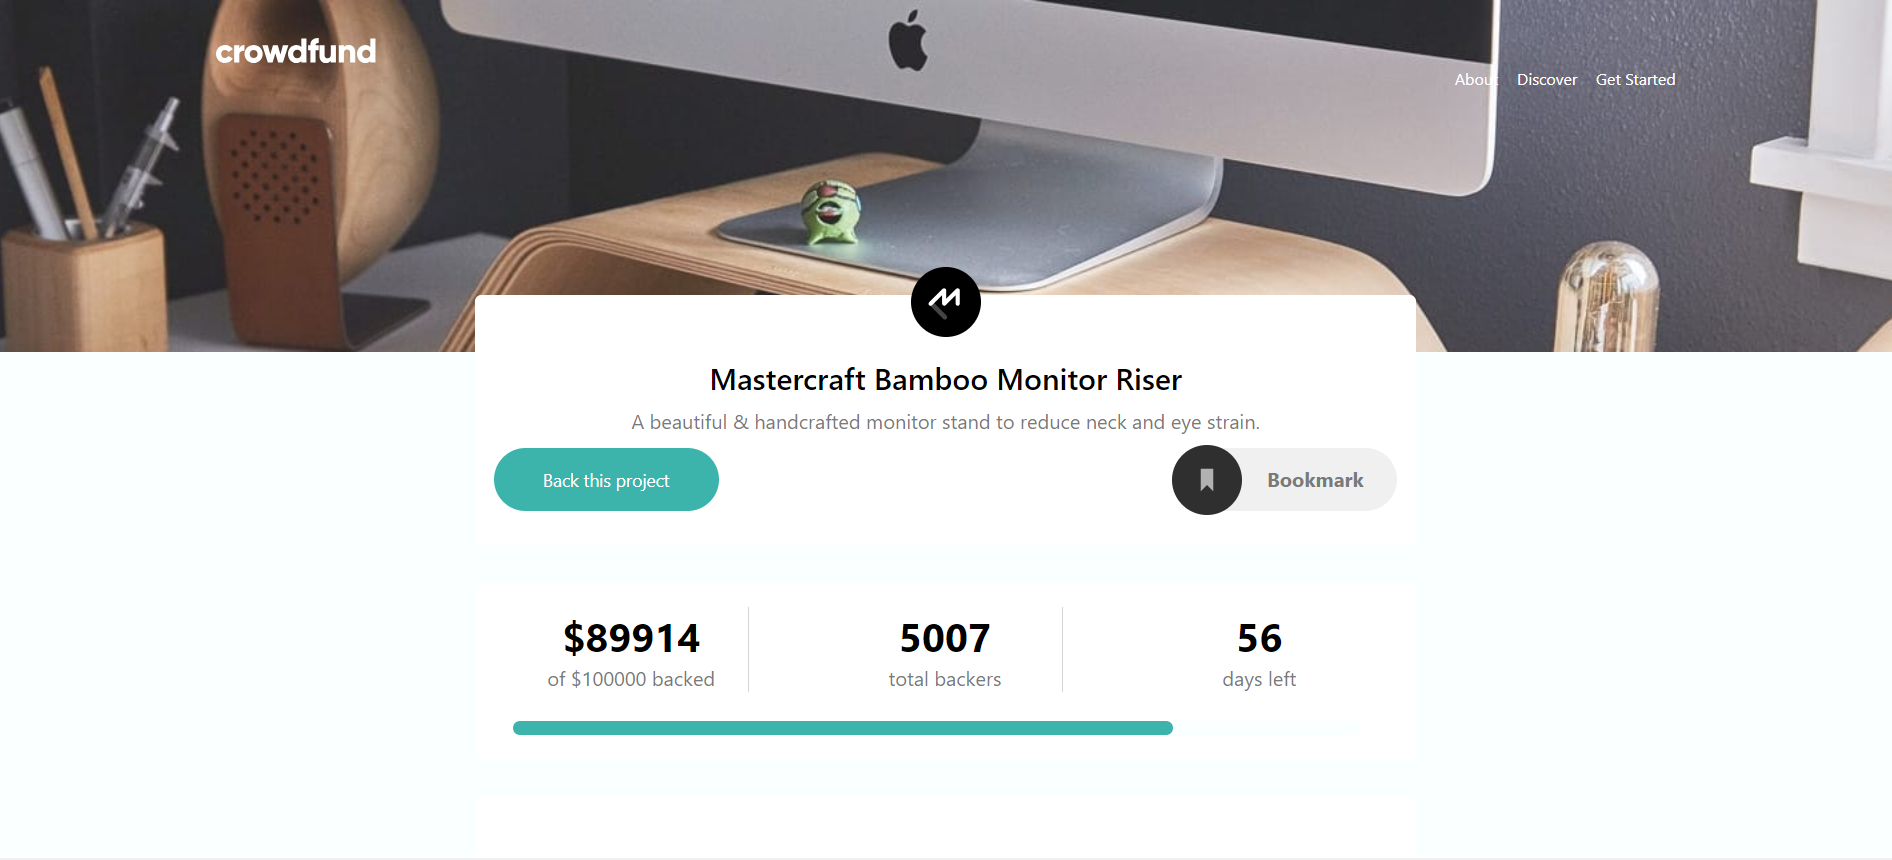 crowdfund
About Discover Get Started
Mastercraft Bamboo Monitor Riser
A beautiful & handcrafted monitor stand to reduce neck and eye strain.
Back this project
Bookmark
$89914
of $100000 backed
5007
total backers
56
days left